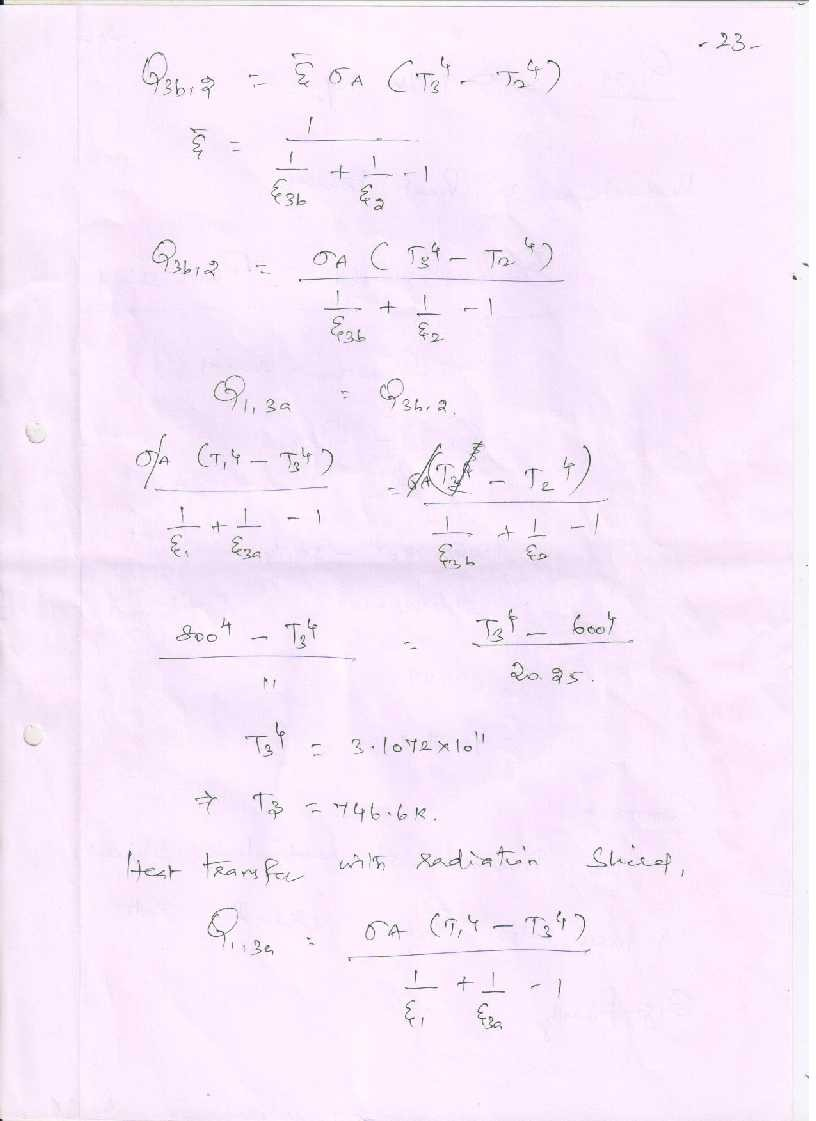 -23-
Q3b,2 = ε̄ σA (T3⁴ - T2⁴)
ε̄ = 1 / (1/ε3b + 1/ε2 - 1)
Q3b,2 = σA (T3⁴ - T2⁴) / (1/ε3b + 1/ε2 - 1)
Q1,3a = Q3b,2.
σA (T1⁴ - T3⁴) / (1/ε1 + 1/ε3a - 1) = σA (T3⁴ - T2⁴) / (1/ε3b + 1/ε2 - 1)
(800⁴ - T3⁴) / 11 = (T3⁴ - 600⁴) / 20.25.
T3⁴ = 3.1072×10¹¹
⇒ T3 = 746.6K.
Heat transfer with radiation Shield,
Q1,3a = σA (T1⁴ - T3⁴) / (1/ε1 + 1/ε3a - 1)